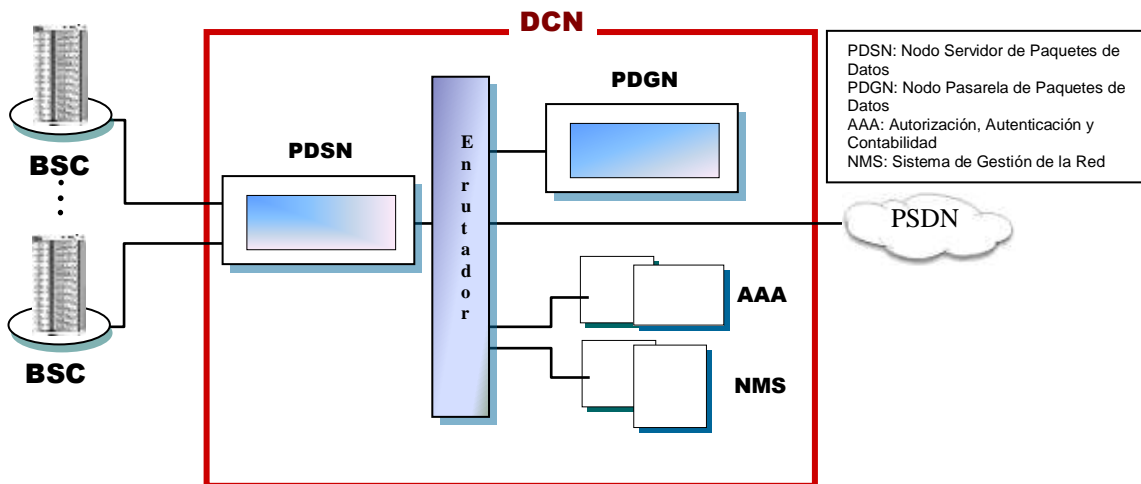 DCN
PDSN: Nodo Servidor de Paquetes de
Datos
PDGN: Nodo Pasarela de Paquetes de
Datos
AAA: Autorización, Autenticación y
Contabilidad
NMS: Sistema de Gestión de la Red
PDGN
BSC
PDSN
Enrutador
PSDN
AAA
BSC
NMS